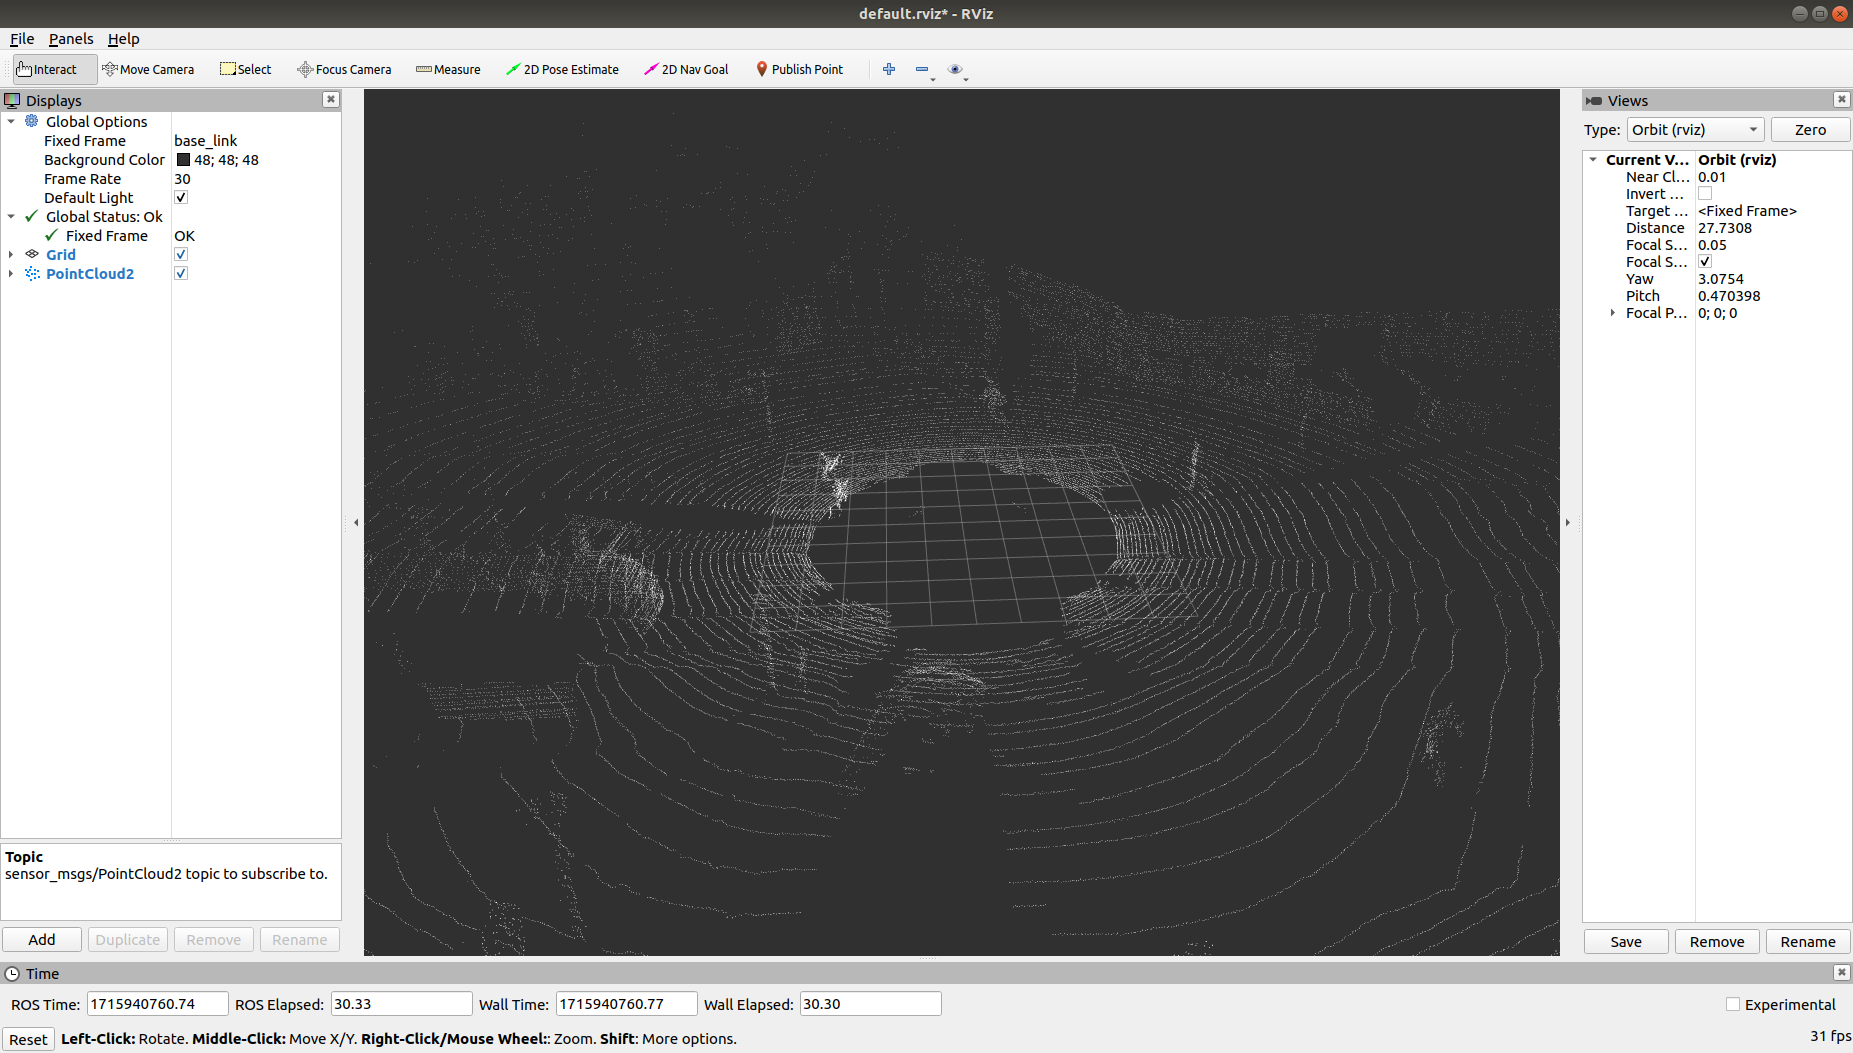 default.rviz* - RViz
File Panels Help
Interact Move Camera Select Focus Camera Measure 2D Pose Estimate 2D Nav Goal Publish Point
Displays
Global Options
Fixed Frame base_link
Background Color 48; 48; 48
Frame Rate 30
Default Light
Global Status: Ok
Fixed Frame OK
Grid
PointCloud2
Topic
sensor_msgs/PointCloud2 topic to subscribe to.
Add Duplicate Remove Rename
Views
Type: Orbit (rviz) Zero
Current V... Orbit (rviz)
Near Cl... 0.01
Invert ...
Target ... <Fixed Frame>
Distance 27.7308
Focal S... 0.05
Focal S...
Yaw 3.0754
Pitch 0.470398
Focal P... 0; 0; 0
Save Remove Rename
Time
ROS Time: 1715940760.74 ROS Elapsed: 30.33 Wall Time: 1715940760.77 Wall Elapsed: 30.30 Experimental
Reset Left-Click: Rotate. Middle-Click: Move X/Y. Right-Click/Mouse Wheel:: Zoom. Shift: More options. 31 fps